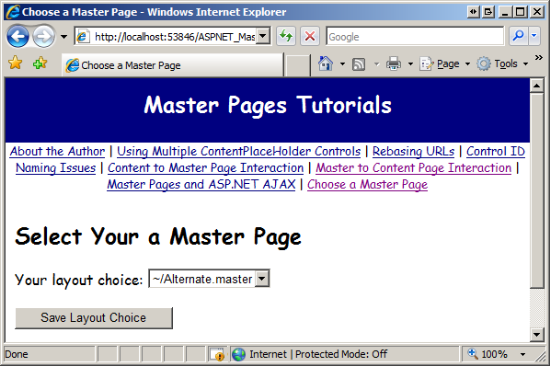 Choose a Master Page - Windows Internet Explorer
http://localhost:53846/ASPNET_Mas
Google
Choose a Master Page
Page
Tools
Master Pages Tutorials
About the Author | Using Multiple ContentPlaceHolder Controls | Rebasing URLs | Control ID
Naming Issues | Content to Master Page Interaction | Master to Content Page Interaction |
Master Pages and ASP.NET AJAX | Choose a Master Page
Select Your a Master Page
Your layout choice: ~/Alternate.master
Save Layout Choice
Done
Internet | Protected Mode: Off
100%